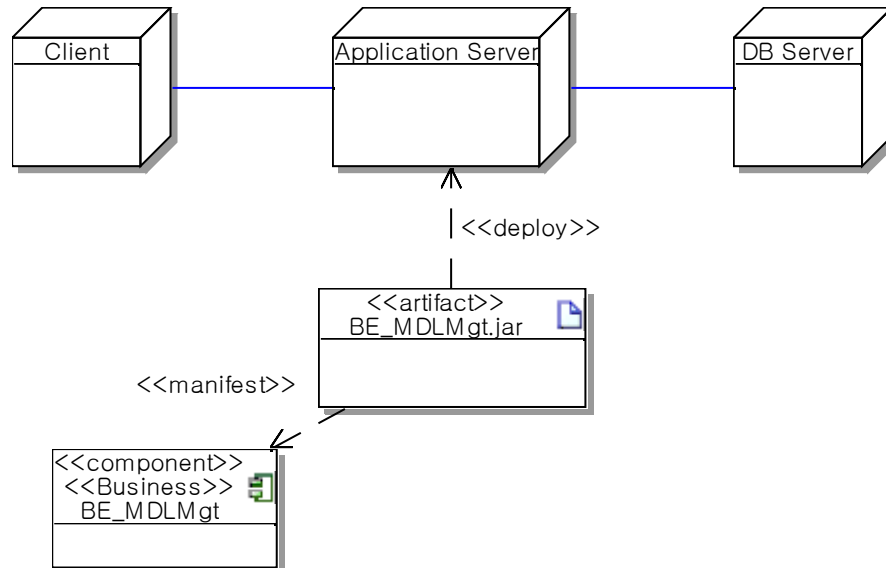 Client
Application Server
DB Server
<<deploy>>
<<artifact>>
BE_MDLMgt.jar
<<manifest>>
<<component>>
<<Business>>
BE_MDLMgt